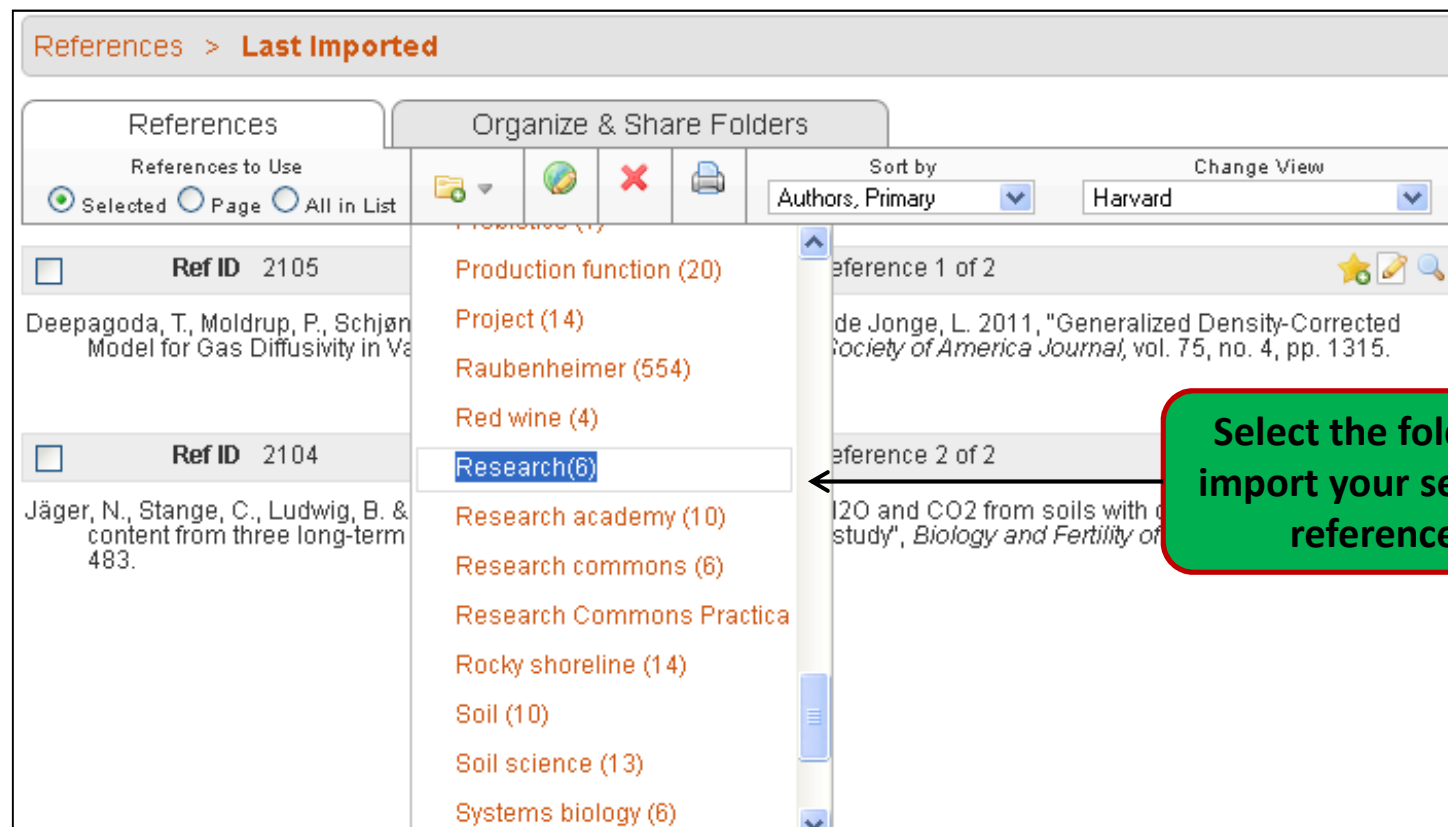 References > Last Imported
References
Organize & Share Folders
References to Use
Selected Page All in List
Sort by
Authors, Primary
Change View
Harvard
Production function (20)
Project (14)
Raubenheimer (554)
Red wine (4)
Research(6)
Research academy (10)
Research commons (6)
Research Commons Practica
Rocky shoreline (14)
Soil (10)
Soil science (13)
Systems biology (6)
Ref ID 2105
eference 1 of 2
Deepagoda, T., Moldrup, P., Schjøn
de Jonge, L. 2011, "Generalized Density-Corrected
Model for Gas Diffusivity in Va
ociety of America Journal, vol. 75, no. 4, pp. 1315.
Ref ID 2104
eference 2 of 2
Jäger, N., Stange, C., Ludwig, B. &
I2O and CO2 from soils with
content from three long-term
study", Biology and Fertility of
483.
Select the fol
import your se
reference